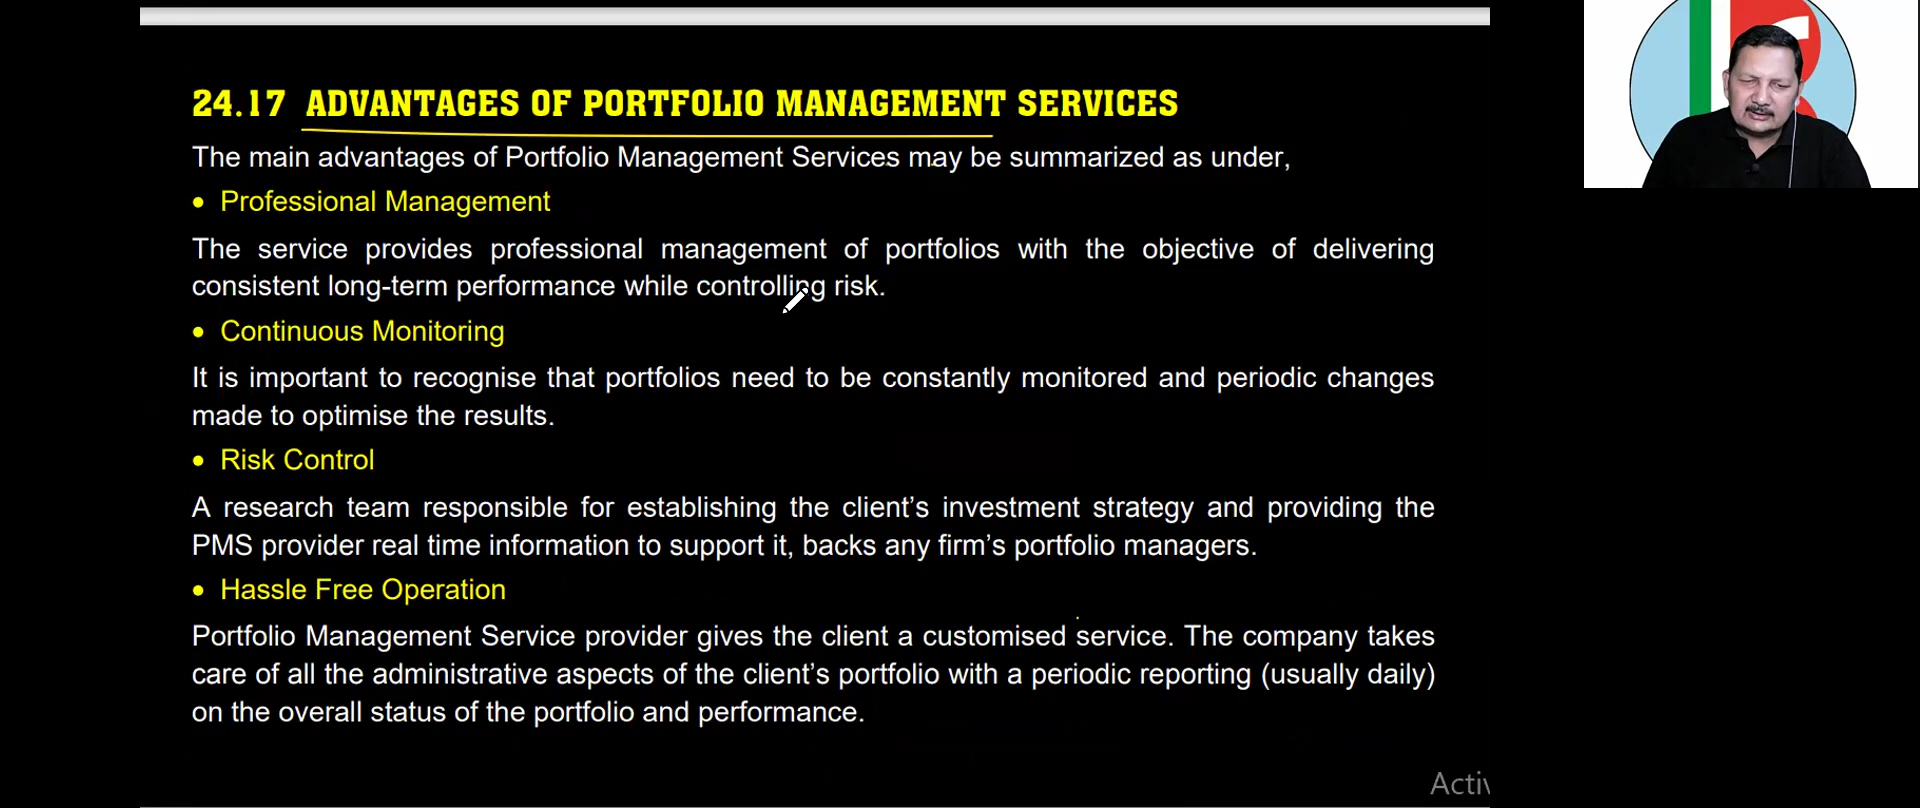 24.17 ADVANTAGES OF PORTFOLIO MANAGEMENT SERVICES
The main advantages of Portfolio Management Services may be summarized as under,
• Professional Management
The service provides professional management of portfolios with the objective of delivering
consistent long-term performance while controlling risk.
• Continuous Monitoring
It is important to recognise that portfolios need to be constantly monitored and periodic changes
made to optimise the results.
• Risk Control
A research team responsible for establishing the client’s investment strategy and providing the
PMS provider real time information to support it, backs any firm’s portfolio managers.
• Hassle Free Operation
Portfolio Management Service provider gives the client a customised service. The company takes
care of all the administrative aspects of the client’s portfolio with a periodic reporting (usually daily)
on the overall status of the portfolio and performance.
Activ